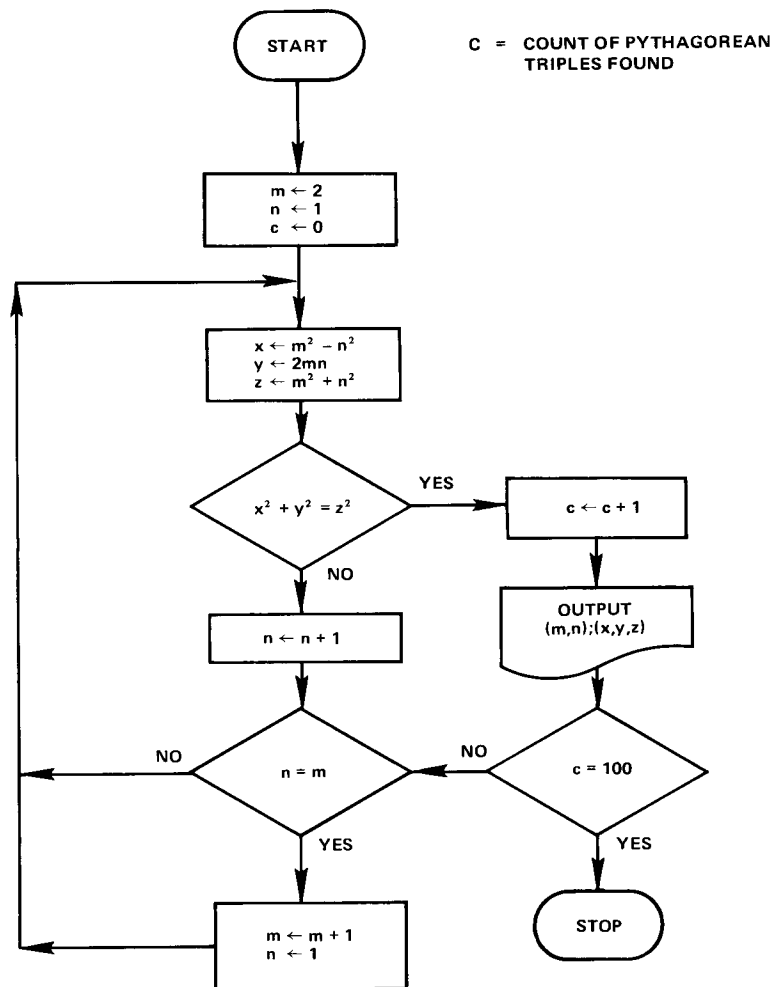 START
C = COUNT OF PYTHAGOREAN
TRIPLES FOUND
m ← 2
n ← 1
c ← 0
x ← m² − n²
y ← 2mn
z ← m² + n²
x² + y² = z²
YES
c ← c + 1
NO
OUTPUT
(m,n);(x,y,z)
n ← n + 1
NO
n = m
NO
c = 100
YES
YES
m ← m + 1
n ← 1
STOP